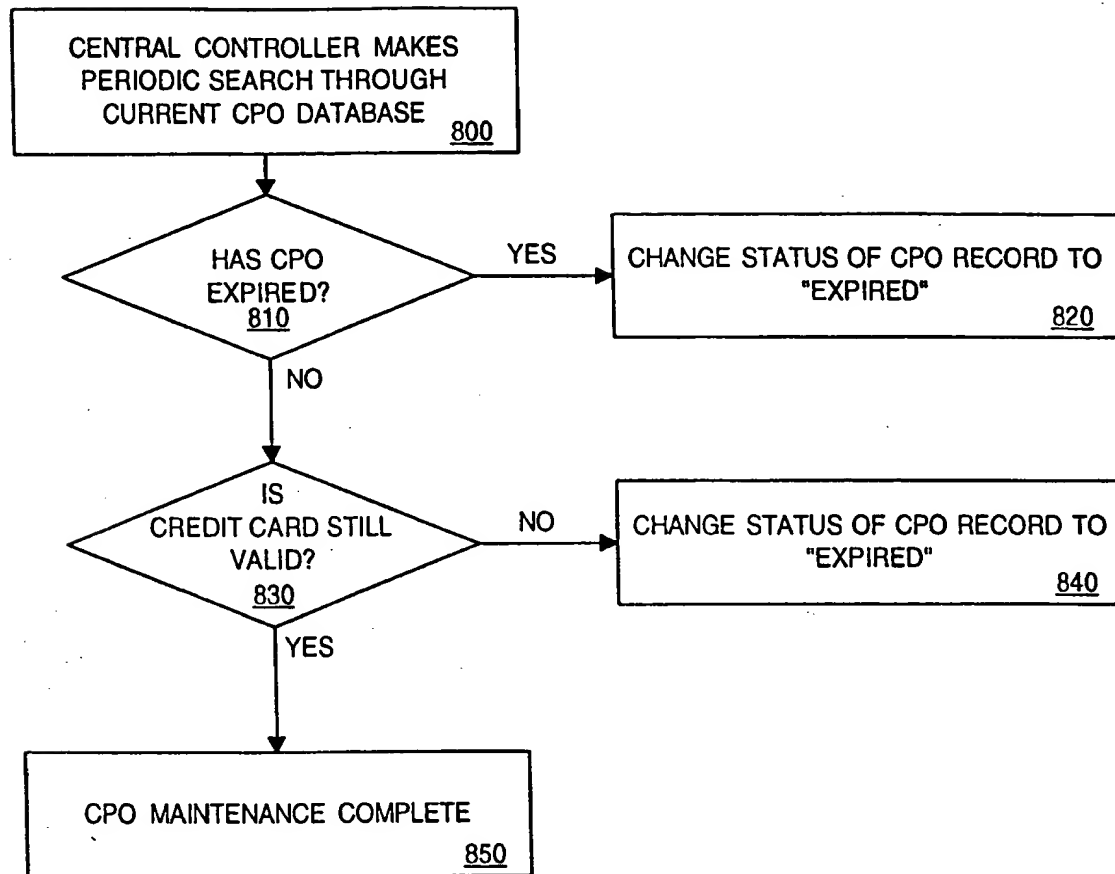 CENTRAL CONTROLLER MAKES
PERIODIC SEARCH THROUGH
CURRENT CPO DATABASE
800
HAS CPO
EXPIRED?
810
YES
CHANGE STATUS OF CPO RECORD TO
"EXPIRED"
820
NO
IS
CREDIT CARD STILL
VALID?
830
NO
CHANGE STATUS OF CPO RECORD TO
"EXPIRED"
840
YES
CPO MAINTENANCE COMPLETE
850